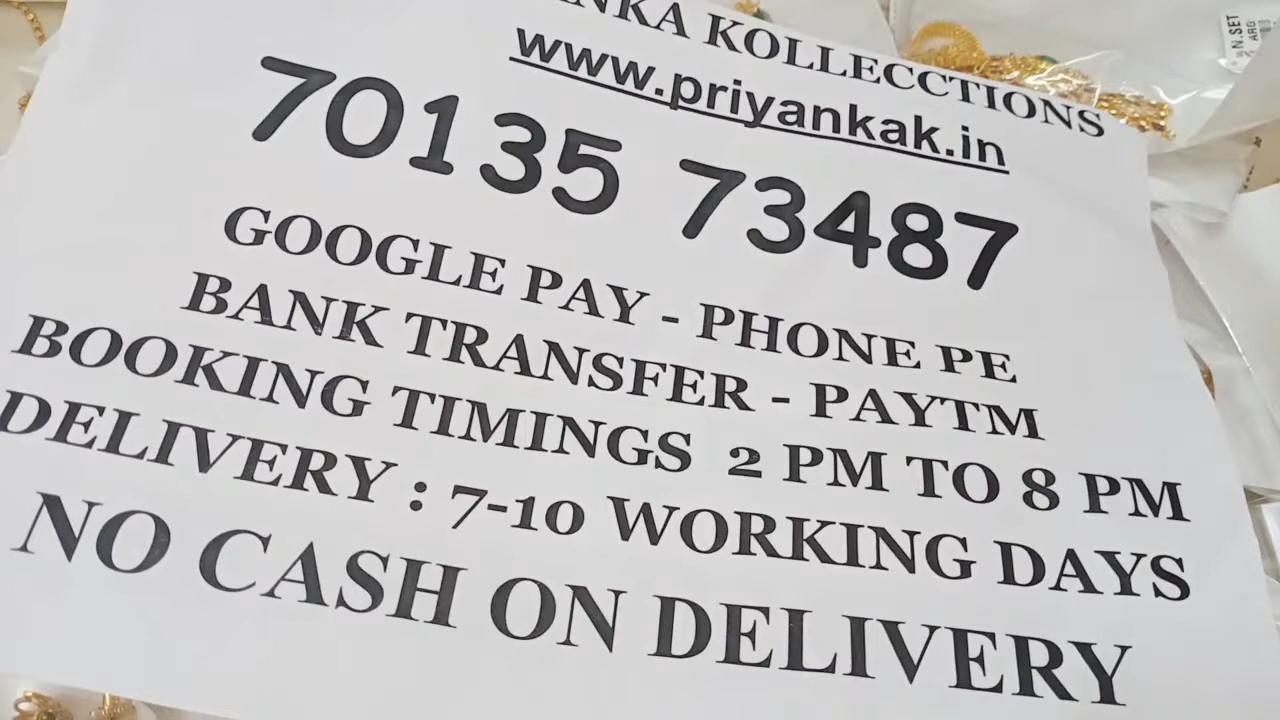 NKA KOLLECCTIONS
www.priyankak.in
70135 73487
GOOGLE PAY - PHONE PE
BANK TRANSFER - PAYTM
BOOKING TIMINGS 2 PM TO 8 PM
DELIVERY : 7-10 WORKING DAYS
NO CASH ON DELIVERY
N.SET